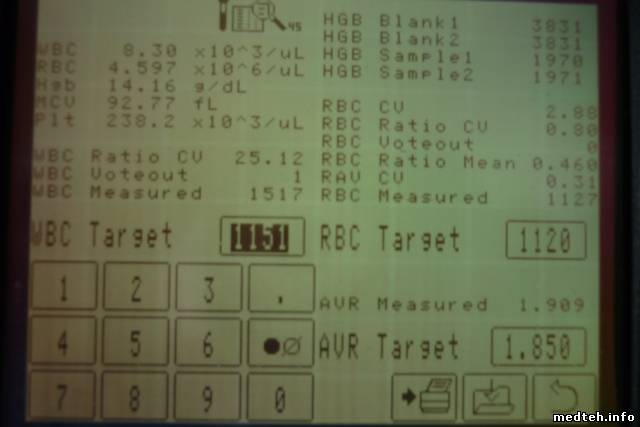 45
WBC 8.30 x10^3/uL
RBC 4.597 x10^6/uL
Hgb 14.16 g/dL
MCV 92.77 fL
Plt 238.2 x10^3/uL
WBC Ratio CV 25.12
WBC Voteout 1
WBC Measured 1517
WBC Target 1151
HGB Blank1 3831
HGB Blank2 3831
HGB Sample1 1970
HGB Sample2 1971
RBC CV 2.88
RBC Ratio CV 0.80
RBC Voteout 0
RBC Ratio Mean 0.460
RAV CV 0.31
RBC Measured 1127
RBC Target 1120
AVR Measured 1.909
AVR Target 1.850
1 2 3 ,
4 5 6
7 8 9 0
medteh.info